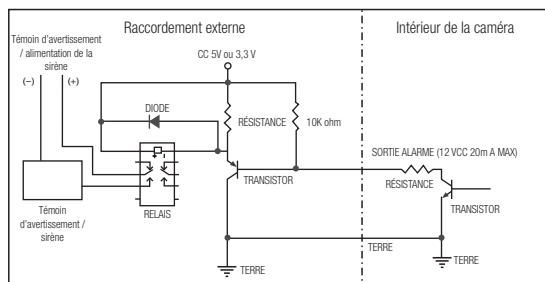 Raccordement externe
Intérieur de la caméra
Témoin d'avertissement
/ alimentation de la
sirène
(–)
(+)
CC 5V ou 3,3 V
DIODE
RÉSISTANCE
10K ohm
SORTIE ALARME (12 VCC 20m A MAX)
RÉSISTANCE
TRANSISTOR
TRANSISTOR
RELAIS
Témoin
d'avertissement /
sirène
TERRE
TERRE
TERRE